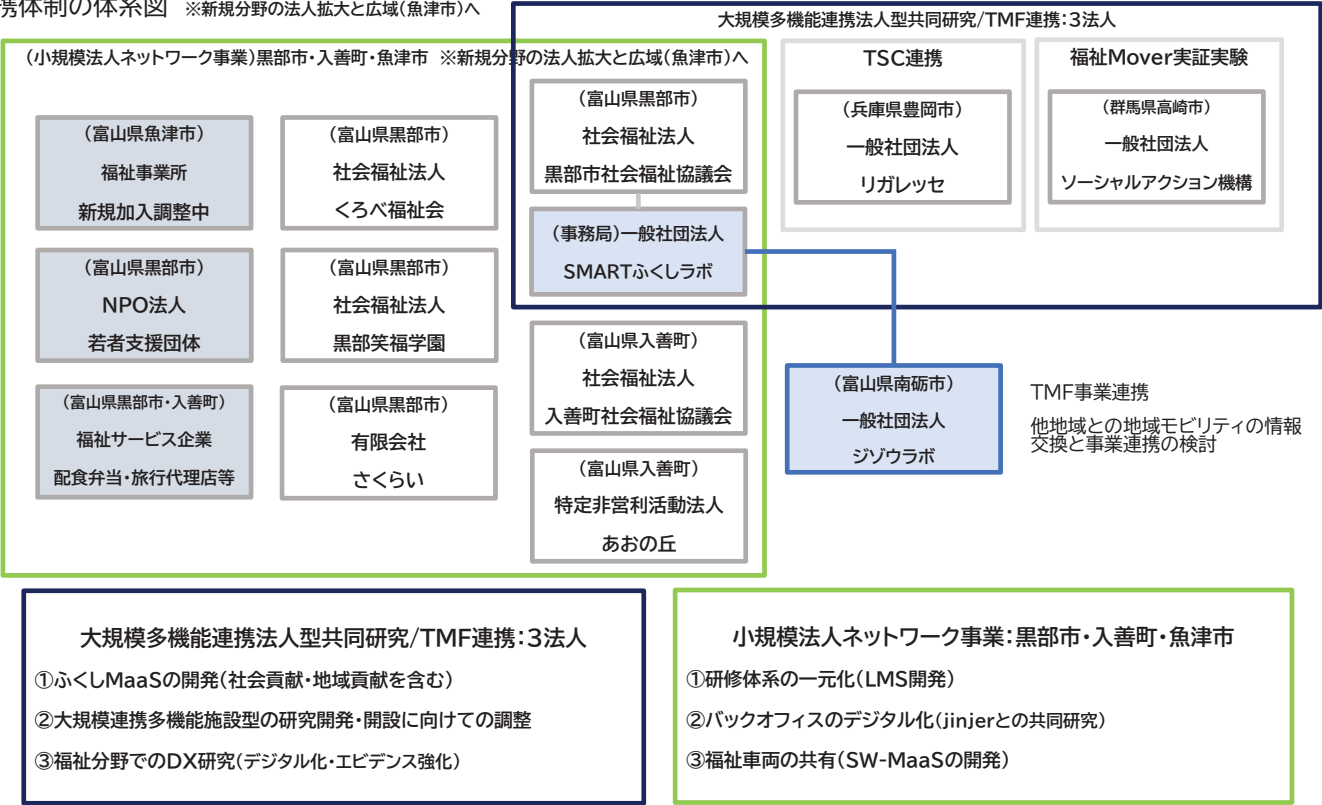 携体制の体系図 ※新規分野の法人拡大と広域(魚津市)へ
大規模多機能連携法人型共同研究/TMF連携:3法人
(小規模法人ネットワーク事業)黒部市・入善町・魚津市 ※新規分野の法人拡大と広域(魚津市)へ
TSC連携
福祉Mover実証実験
(富山県魚津市)
福祉事業所
新規加入調整中
(富山県黒部市)
社会福祉法人
くろべ福祉会
(富山県黒部市)
社会福祉法人
黒部市社会福祉協議会
(兵庫県豊岡市)
一般社団法人
リガレッセ
(群馬県高崎市)
一般社団法人
ソーシャルアクション機構
(事務局)一般社団法人
SMARTふくしラボ
(富山県黒部市)
NPO法人
若者支援団体
(富山県黒部市)
社会福祉法人
黒部笑福学園
(富山県入善町)
社会福祉法人
入善町社会福祉協議会
(富山県南砺市)
一般社団法人
ジゾウラボ
TMF事業連携
他地域との地域モビリティの情報
交換と事業連携の検討
(富山県黒部市・入善町)
福祉サービス企業
配食弁当・旅行代理店等
(富山県黒部市)
有限会社
さくらい
(富山県入善町)
特定非営利活動法人
あおの丘
大規模多機能連携法人型共同研究/TMF連携:3法人
①ふくしMaaSの開発(社会貢献・地域貢献を含む)
②大規模連携多機能施設型の研究開発・開設に向けての調整
③福祉分野でのDX研究(デジタル化・エビデンス強化)
小規模法人ネットワーク事業:黒部市・入善町・魚津市
①研修体系の一元化(LMS開発)
②バックオフィスのデジタル化(jinjerとの共同研究)
③福祉車両の共有(SW-MaaSの開発)